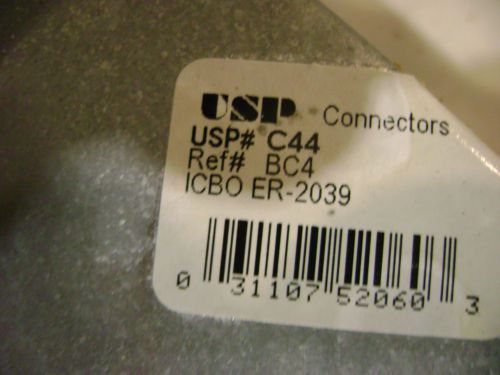 USP Connectors
USP# C44
Ref# BC4
ICBO ER-2039
0 31107 52060 3